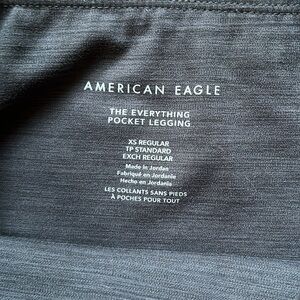 AMERICAN EAGLE
THE EVERYTHING
POCKET LEGGING
XS REGULAR
TP STANDARD
EXCH REGULAR
Made in Jordan
Fabriqué en Jordanie
Hecho en Jordania
LES COLLANTS SANS PIEDS
À POCHES POUR TOUT